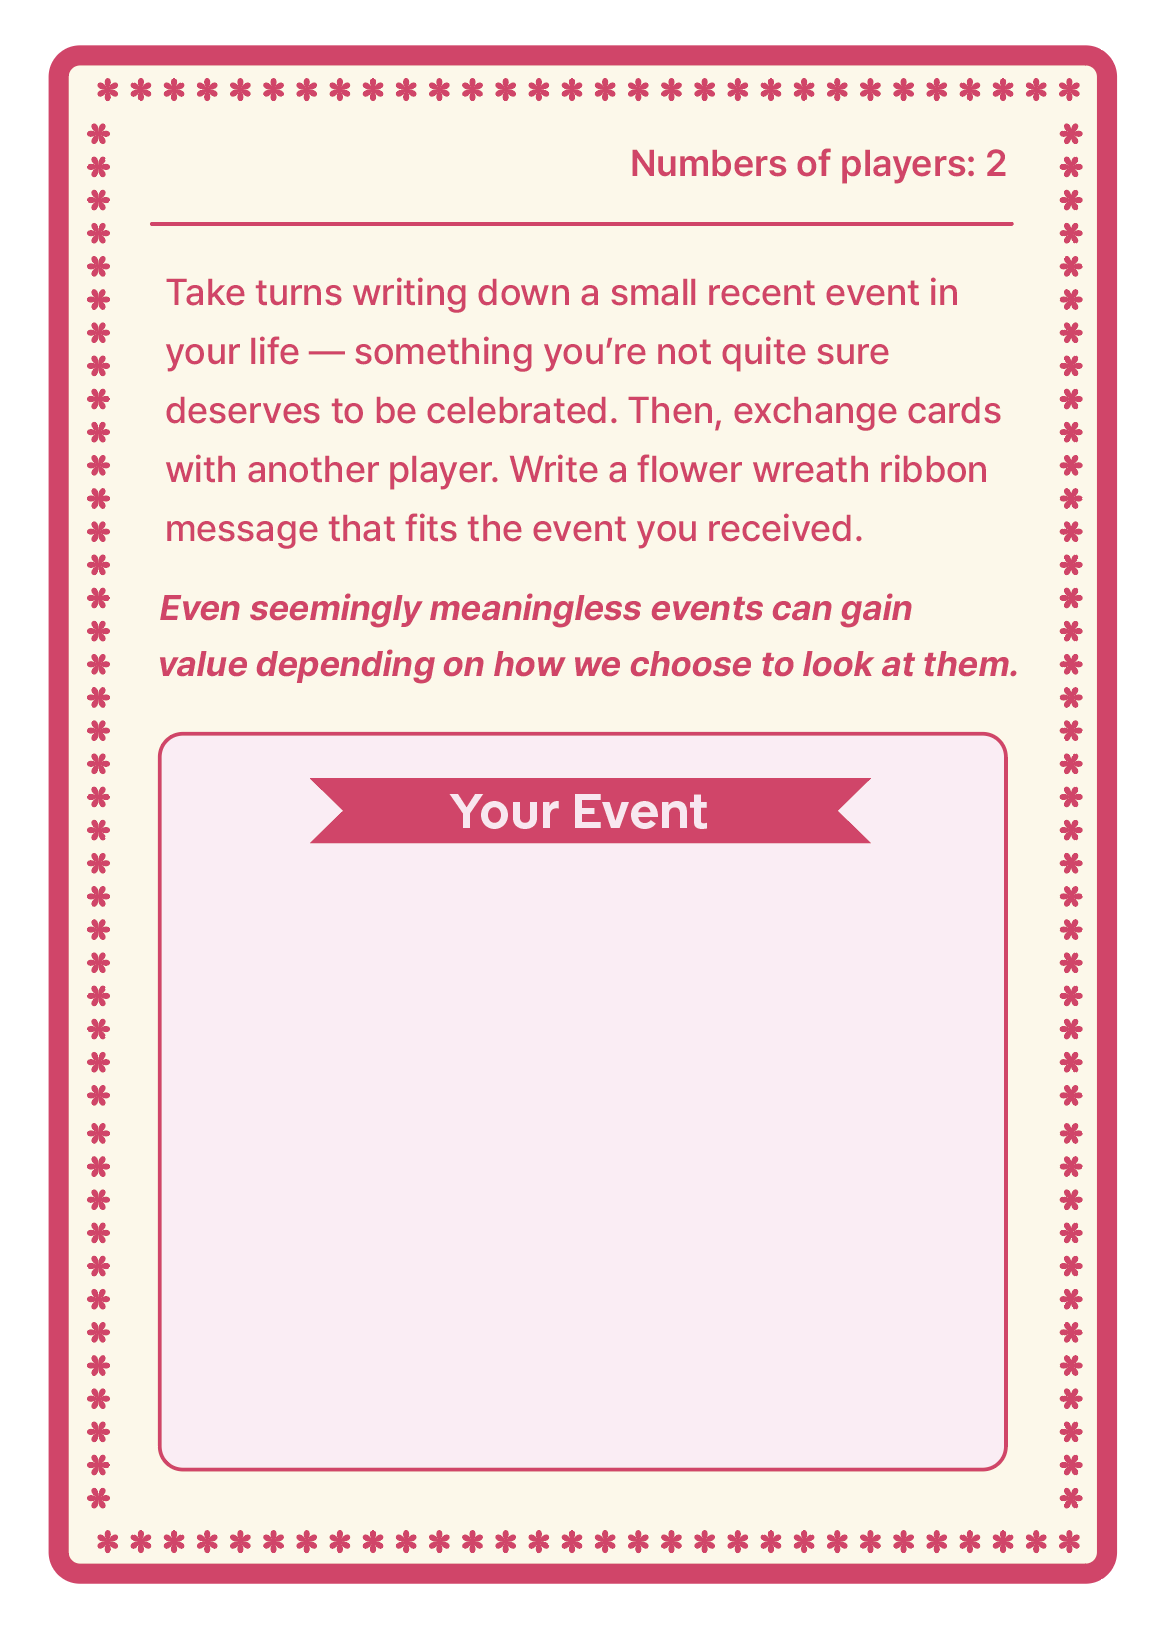 Numbers of players: 2
Take turns writing down a small recent event in
your life — something you’re not quite sure
deserves to be celebrated. Then, exchange cards
with another player. Write a flower wreath ribbon
message that fits the event you received.
Even seemingly meaningless events can gain
value depending on how we choose to look at them.
Your Event